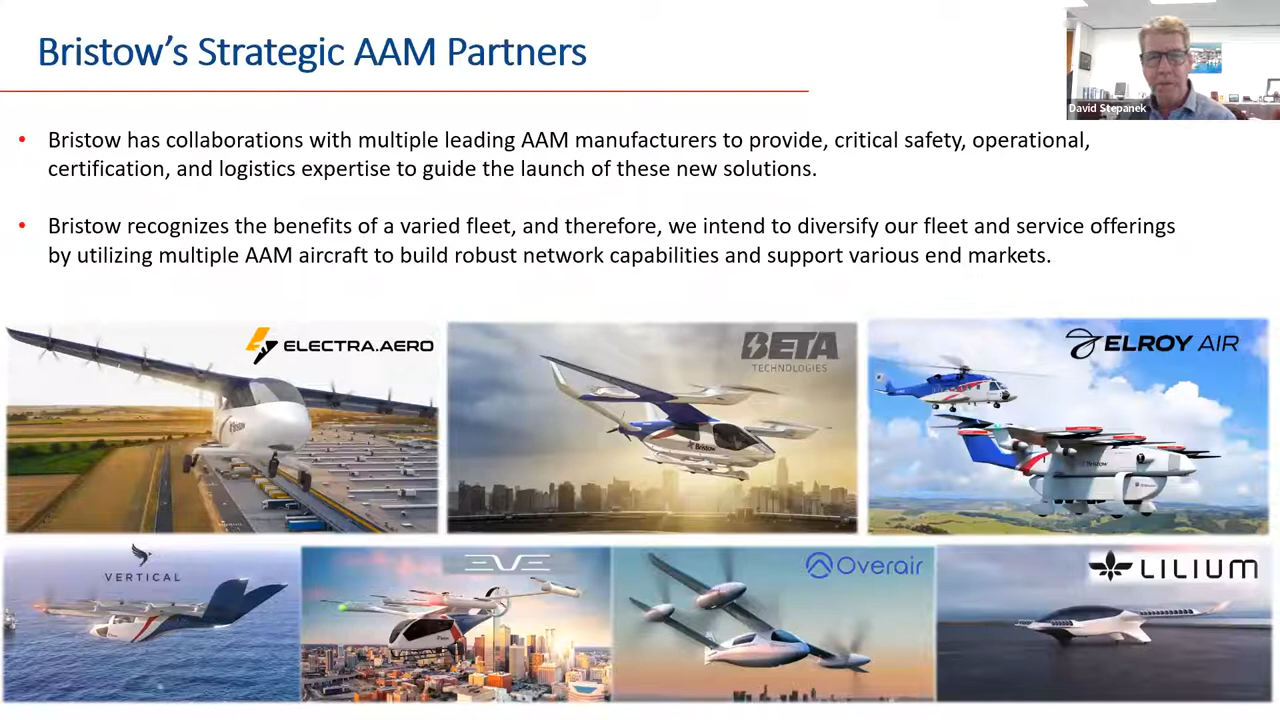 Bristow's Strategic AAM Partners
David Stepanek
• Bristow has collaborations with multiple leading AAM manufacturers to provide, critical safety, operational,
certification, and logistics expertise to guide the launch of these new solutions.
• Bristow recognizes the benefits of a varied fleet, and therefore, we intend to diversify our fleet and service offerings
by utilizing multiple AAM aircraft to build robust network capabilities and support various end markets.
ELECTRA.AERO
BETA
TECHNOLOGIES
ELROY AIR
Bristow
Bristow
Bristow
VERTICAL
EVE
Overair
LILIUM